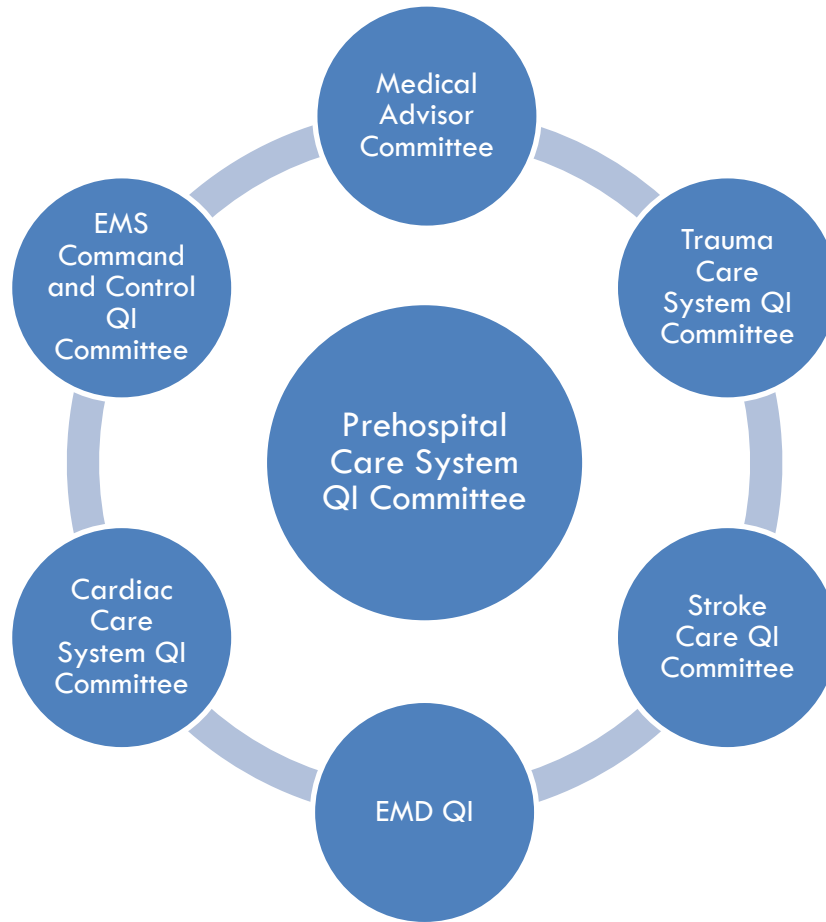 Medical
Advisor
Committee
Trauma
Care
System QI
Committee
Stroke
Care QI
Committee
EMD QI
Cardiac
Care
System QI
Committee
EMS
Command
and Control
QI
Committee
Prehospital
Care System
QI Committee